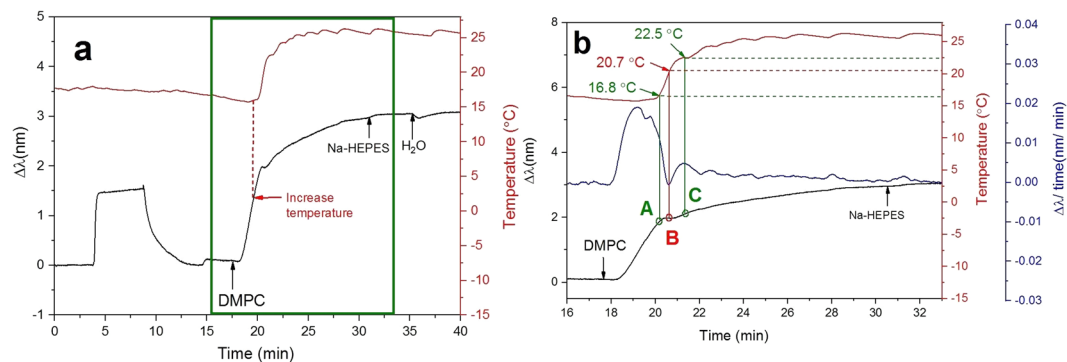 a
Δλ(nm)
5
4
3
2
1
0
-1
0
5
10
15
20
25
30
35
40
Time (min)
Temperature (°C)
25
20
15
10
5
0
-5
-10
-15
Na-HEPES
H2O
Increase
temperature
DMPC
b
Δλ(nm)
8
6
4
2
0
16
18
20
22
24
26
28
30
32
Time (min)
22.5 °C
20.7 °C
16.8 °C
A
B
C
DMPC
Na-HEPES
Temperature (°C)
25
20
15
10
5
0
-5
-10
-15
Δλ/ time(nm/ min)
0.04
0.03
0.02
0.01
0.00
-0.01
-0.02
-0.03